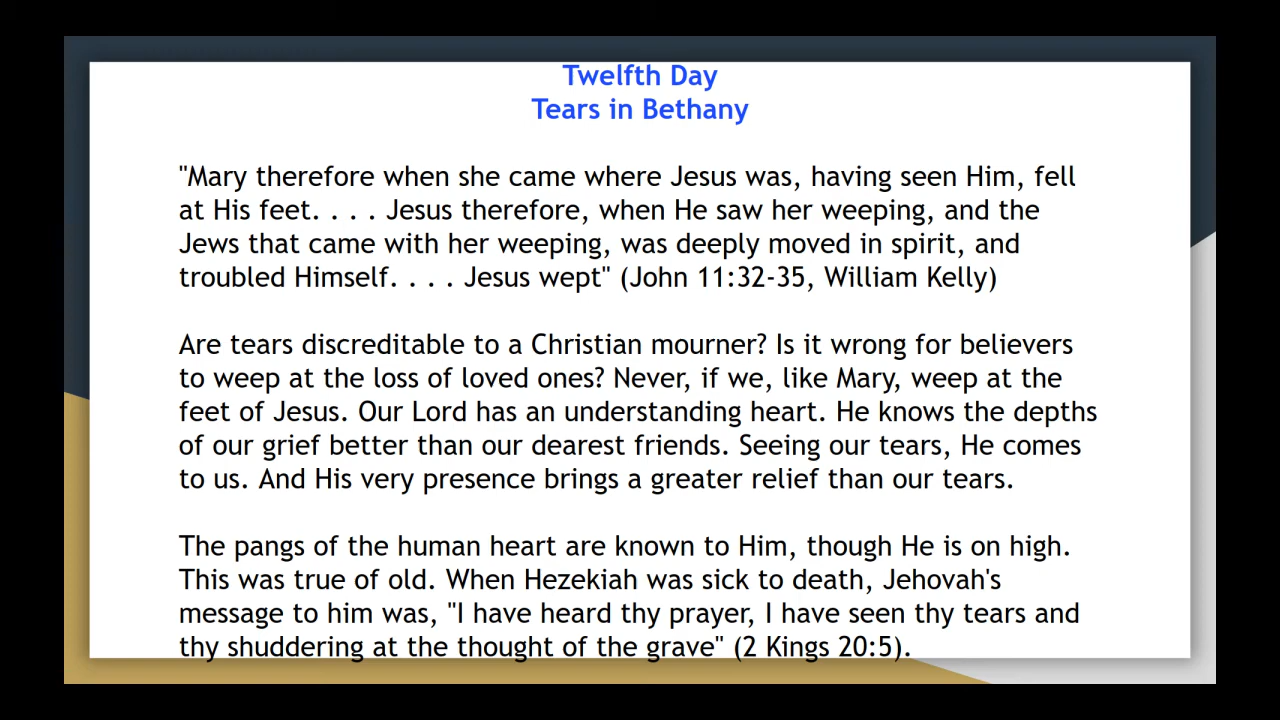 Twelfth Day
Tears in Bethany
"Mary therefore when she came where Jesus was, having seen Him, fell
at His feet. . . . Jesus therefore, when He saw her weeping, and the
Jews that came with her weeping, was deeply moved in spirit, and
troubled Himself. . . . Jesus wept" (John 11:32-35, William Kelly)
Are tears discreditable to a Christian mourner? Is it wrong for believers
to weep at the loss of loved ones? Never, if we, like Mary, weep at the
feet of Jesus. Our Lord has an understanding heart. He knows the depths
of our grief better than our dearest friends. Seeing our tears, He comes
to us. And His very presence brings a greater relief than our tears.
The pangs of the human heart are known to Him, though He is on high.
This was true of old. When Hezekiah was sick to death, Jehovah's
message to him was, "I have heard thy prayer, I have seen thy tears and
thy shuddering at the thought of the grave" (2 Kings 20:5).